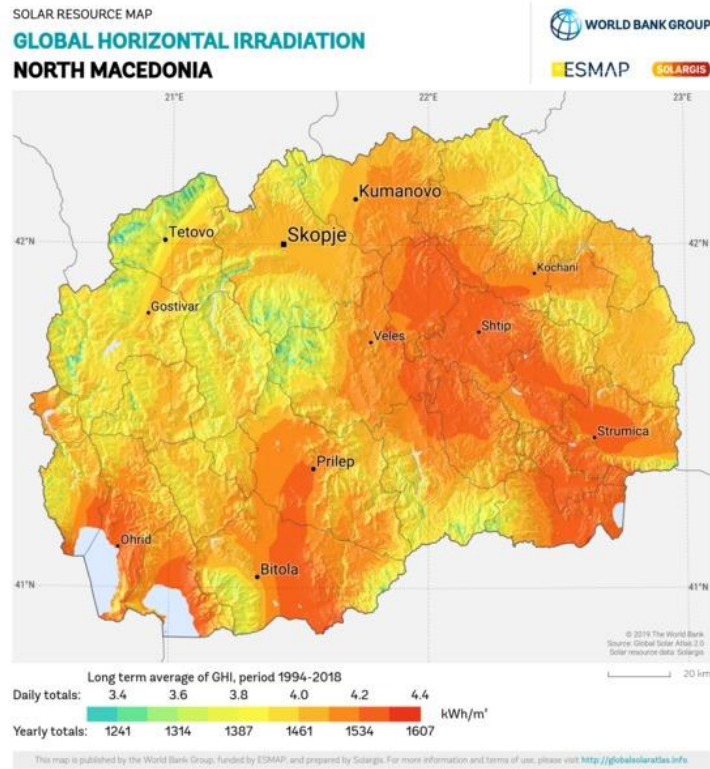 SOLAR RESOURCE MAP
GLOBAL HORIZONTAL IRRADIATION
NORTH MACEDONIA
WORLD BANK GROUP
ESMAP
SOLARGIS
21°E
22°E
23°E
Kumanovo
42°N
Tetovo
Skopje
42°N
Kochani
Gostivar
Veles
Shtip
Strumica
Prilep
Ohrid
Bitola
41°N
41°N
© 2019 The World Bank
Source: Global Solar Atlas 2.0
Solar resource data: Solargis
20 km
Long term average of GHI, period 1994-2018
Daily totals: 3.4 3.6 3.8 4.0 4.2 4.4
kWh/m²
Yearly totals: 1241 1314 1387 1461 1534 1607
This map is published by the World Bank Group, funded by ESMAP, and prepared by Solargis. For more information and terms of use, please visit http://globalsolaratlas.info